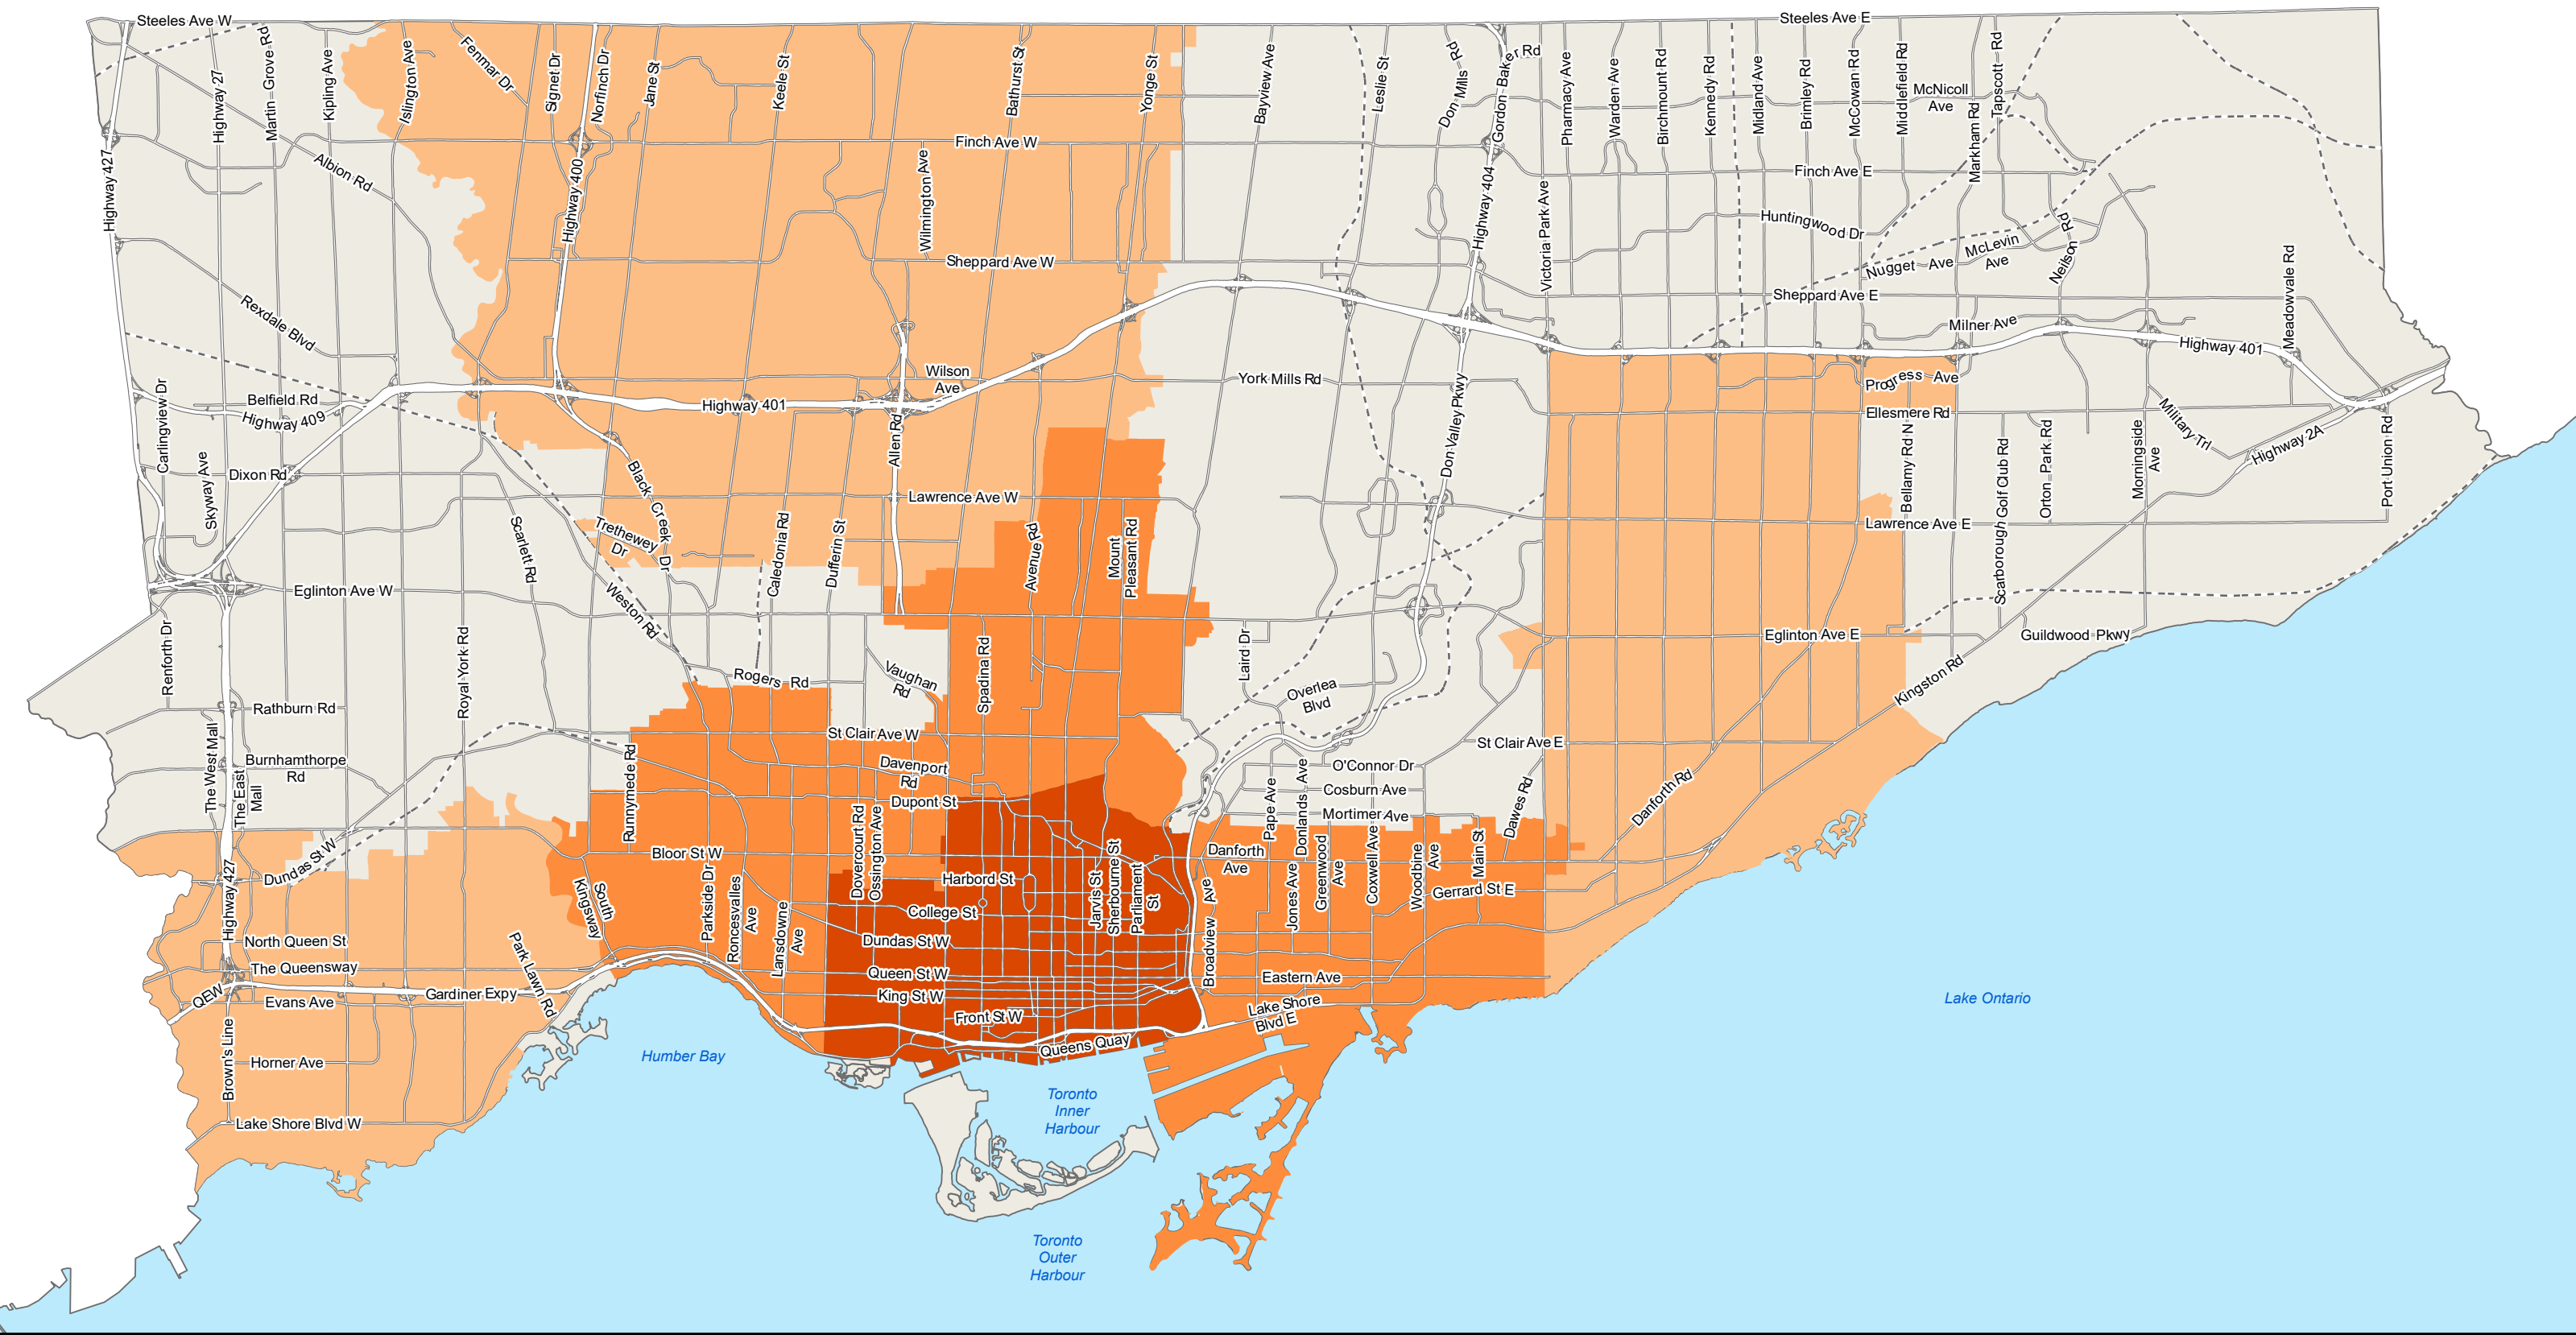 Steeles Ave W
Steeles Ave E
Highway 27
Martin Grove Rd
Kipling Ave
Islington Ave
Fenmar Dr
Signet Dr
Norfinch Dr
Jane St
Keele St
Bathurst St
Yonge St
Bayview Ave
Leslie St
Don Mills
Rd
Gordon Baker Rd
Pharmacy Ave
Warden Ave
Birchmount Rd
Kennedy Rd
Midland Ave
Brimley Rd
McCowan Rd
Middlefield Rd
McNicoll
Ave
Markham Rd
Tapscott Rd
Highway 427
Albion Rd
Highway 400
Finch Ave W
Wilmington Ave
Highway 404
Victoria Park Ave
Finch Ave E
Huntingwood Dr
Nugget Ave
McLevin
Ave
Neilson Rd
Sheppard Ave W
Sheppard Ave E
Meadowvale Rd
Rexdale Blvd
Milner Ave
Highway 401
Carlingview Dr
Belfield Rd
Highway 409
Highway 401
Wilson
Ave
York Mills Rd
Don Valley Pkwy
Progress Ave
Ellesmere Rd
Military Trl
Highway 2A
Port Union Rd
Skyway Ave
Dixon Rd
Scarlett Rd
Black Creek Dr
Trethewey
Dr
Allen Rd
Lawrence Ave W
Caledonia Rd
Dufferin St
Avenue Rd
Mount
Pleasant Rd
Bellamy Rd N
Lawrence Ave E
Scarborough Golf Club Rd
Orton Park Rd
Morningside
Ave
Eglinton Ave W
Weston Rd
Renforth Dr
Royal York Rd
Rogers Rd
Vaughan
Rd
Spadina Rd
Laird Dr
Overlea
Blvd
Eglinton Ave E
Guildwood Pkwy
Kingston Rd
Rathburn Rd
The West Mall
The East
Mall
Burnhamthorpe
Rd
Runnymede Rd
St Clair Ave W
Davenport
Rd
Dupont St
St Clair Ave E
O'Connor Dr
Cosburn Ave
Mortimer Ave
Pape Ave
Donlands Ave
Dawes Rd
Danforth Rd
Dundas St W
Highway 427
Bloor St W
South
Kingsway
Parkside Dr
Roncesvalles
Ave
Lansdowne
Ave
Dovercourt Rd
Ossington Ave
Harbord St
College St
Dundas St W
Queen St W
King St W
Front St W
Queens Quay
Jarvis St
Sherbourne St
Parliament
St
Broadview Ave
Danforth
Ave
Jones Ave
Greenwood
Ave
Coxwell Ave
Woodbine
Ave
Main St
Gerrard St E
Eastern Ave
Lake Shore
Blvd E
North Queen St
The Queensway
QEW
Evans Ave
Gardiner Expy
Park Lawn Rd
Brown's Line
Horner Ave
Lake Shore Blvd W
Humber Bay
Toronto
Inner
Harbour
Toronto
Outer
Harbour
Lake Ontario